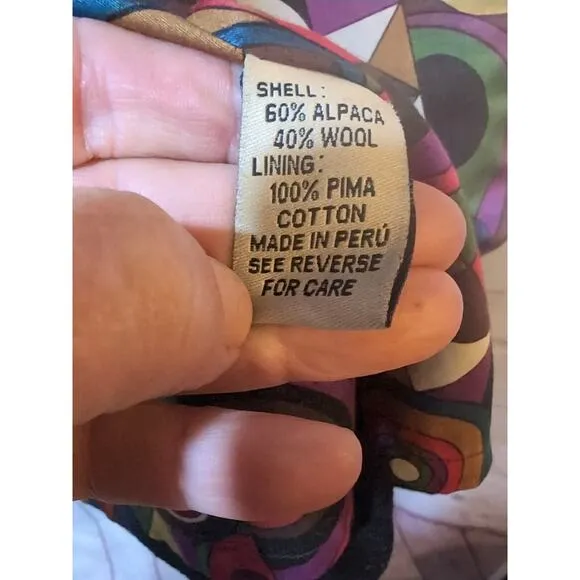 SHELL:
60% ALPACA
40% WOOL
LINING:
100% PIMA
COTTON
MADE IN PERÚ
SEE REVERSE
FOR CARE